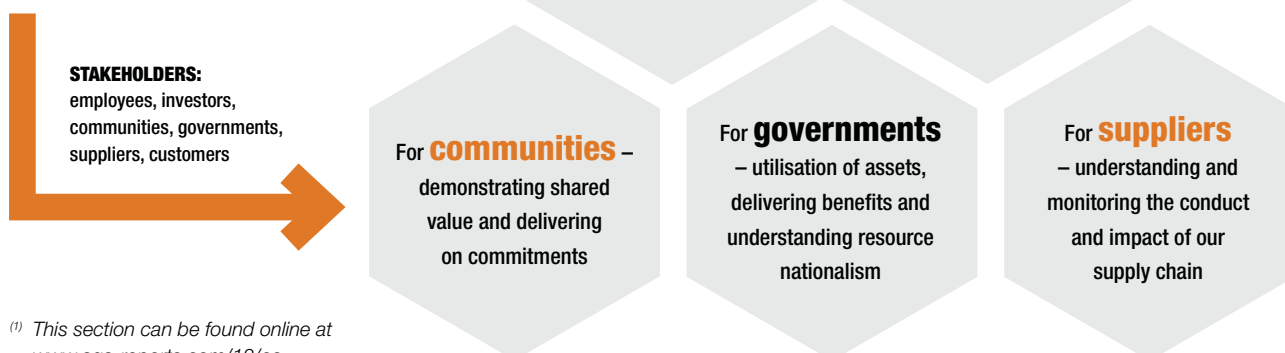 STAKEHOLDERS:
employees, investors,
communities, governments,
suppliers, customers
For communities –
demonstrating shared
value and delivering
on commitments
For governments
– utilisation of assets,
delivering benefits and
understanding resource
nationalism
For suppliers
– understanding and
monitoring the conduct
and impact of our
supply chain
(1) This section can be found online at